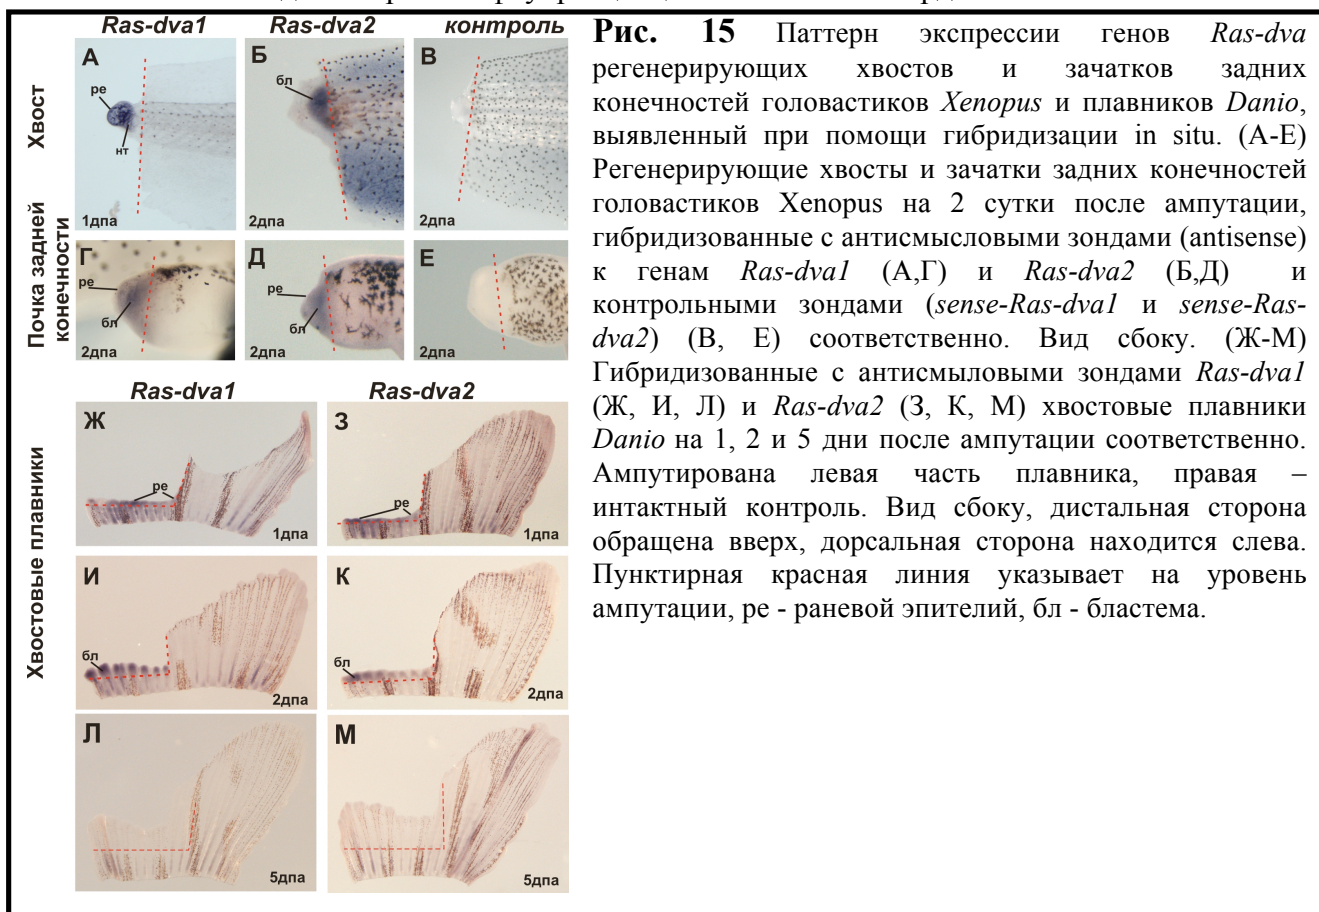 Ras-dva1 Ras-dva2 контроль
Хвост
А
ре
нт
1дпа
Б
бл
2дпа
В
2дпа
Почка задней
конечности
Г
ре
бл
2дпа
Д
ре
бл
2дпа
Е
2дпа
Ras-dva1 Ras-dva2
Хвостовые плавники
Ж
ре
1дпа
З
ре
1дпа
И
бл
2дпа
К
бл
2дпа
Л
5дпа
М
5дпа
Рис. 15 Паттерн экспрессии генов Ras-dva
регенерирующих хвостов и зачатков задних
конечностей головастиков Xenopus и плавников Danio,
выявленный при помощи гибридизации in situ. (А-Е)
Регенерирующие хвосты и зачатки задних конечностей
головастиков Xenopus на 2 сутки после ампутации,
гибридизованные с антисмысловыми зондами (antisense)
к генам Ras-dva1 (А,Г) и Ras-dva2 (Б,Д) и
контрольными зондами (sense-Ras-dva1 и sense-Ras-
dva2) (В, Е) соответственно. Вид сбоку. (Ж-М)
Гибридизованные с антисмыловыми зондами Ras-dva1
(Ж, И, Л) и Ras-dva2 (З, К, М) хвостовые плавники
Danio на 1, 2 и 5 дни после ампутации соответственно.
Ампутирована левая часть плавника, правая –
интактный контроль. Вид сбоку, дистальная сторона
обращена вверх, дорсальная сторона находится слева.
Пунктирная красная линия указывает на уровень
ампутации, ре - раневой эпителий, бл - бластема.